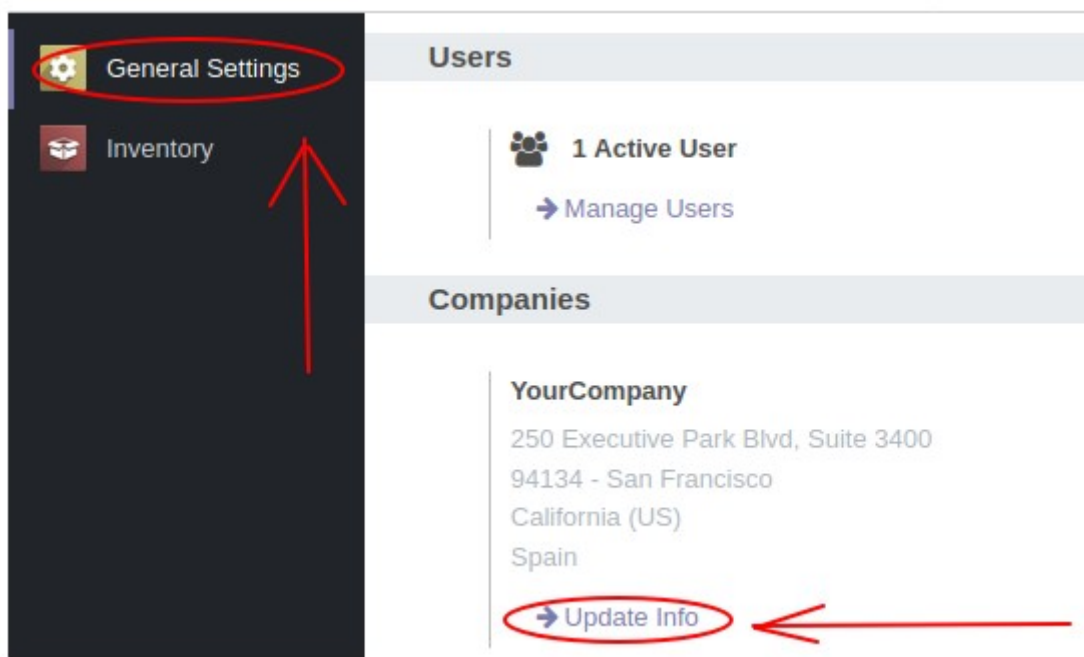 General Settings
Inventory
Users
1 Active User
Manage Users
Companies
YourCompany
250 Executive Park Blvd, Suite 3400
94134 - San Francisco
California (US)
Spain
Update Info